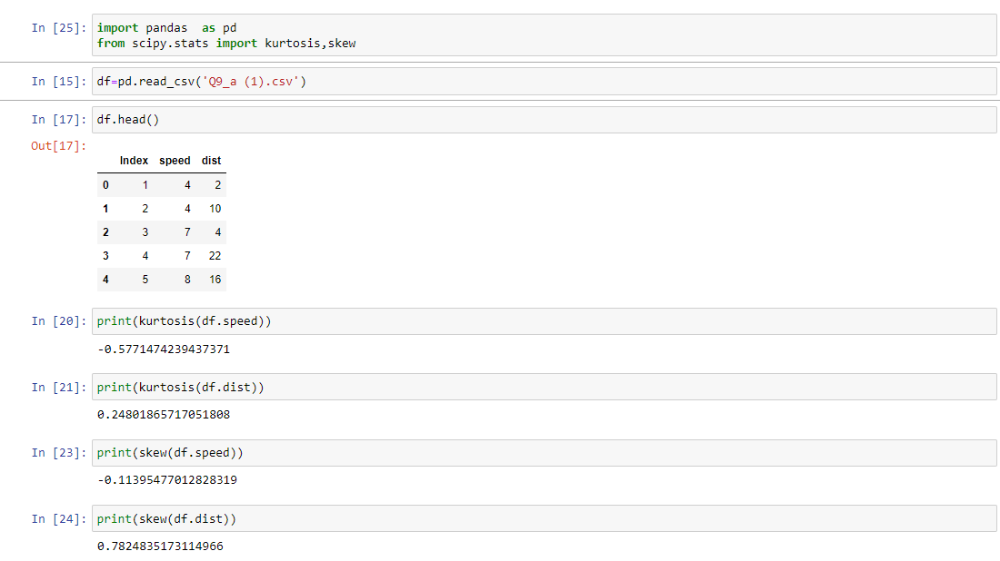 In [25]: import pandas  as pd
from scipy.stats import kurtosis,skew
In [15]: df=pd.read_csv('Q9_a (1).csv')
In [17]: df.head()
Out[17]:
Index speed dist
0 1 4 2
1 2 4 10
2 3 7 4
3 4 7 22
4 5 8 16
In [20]: print(kurtosis(df.speed))
-0.5771474239437371
In [21]: print(kurtosis(df.dist))
0.24801865717051808
In [23]: print(skew(df.speed))
-0.11395477012828319
In [24]: print(skew(df.dist))
0.7824835173114966